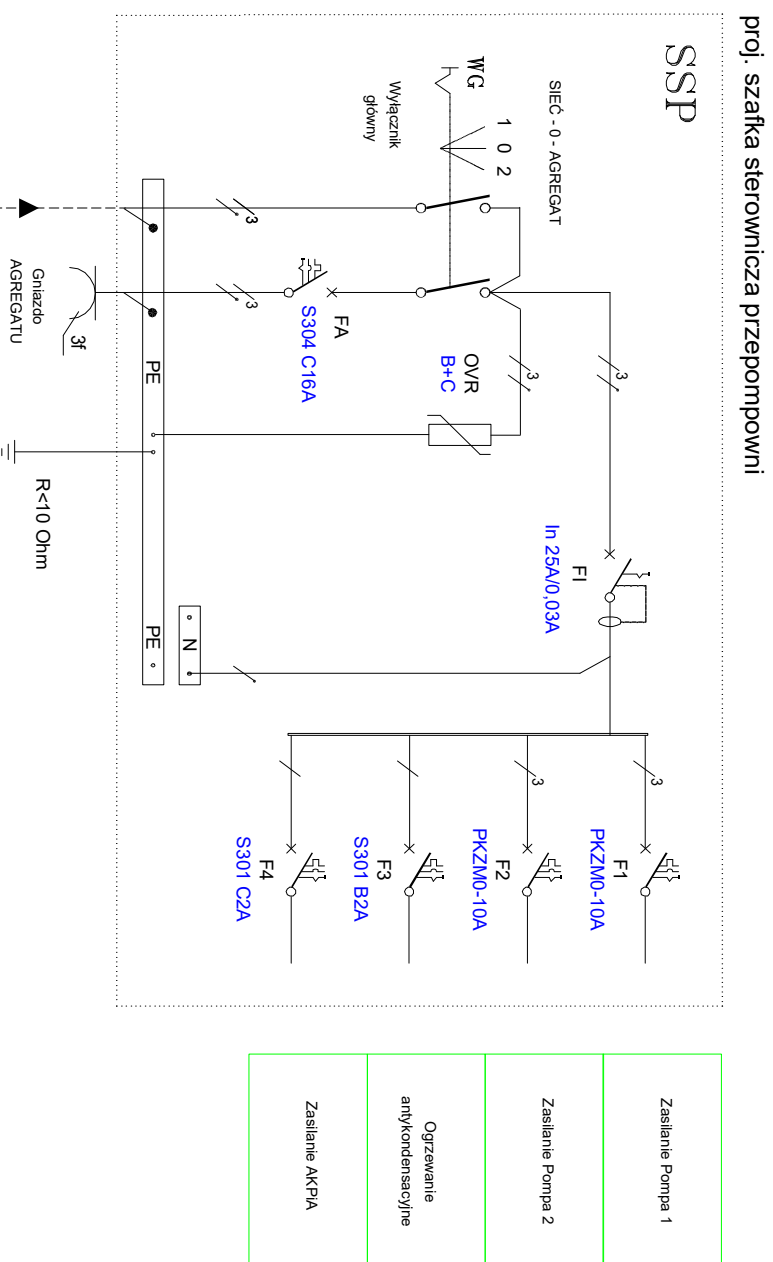 proj. szafka sterownicza przepompowni
SSP
SIEĆ - 0 - AGREGAT
1 0 2
WG
Wyłącznik
główny
3
3
FA
S304 C16A
OVR
B+C
3
3
FI
In 25A/0,03A
3
F1
PKZM0-10A
3
F2
PKZM0-10A
F3
S301 B2A
F4
S301 C2A
N
PE
PE
3f
Gniazdo
AGREGATU
R<10 Ohm
Zasilanie Pompa 1
Zasilanie Pompa 2
Ogrzewanie
antykondensacyjne
Zasilanie AKPiA